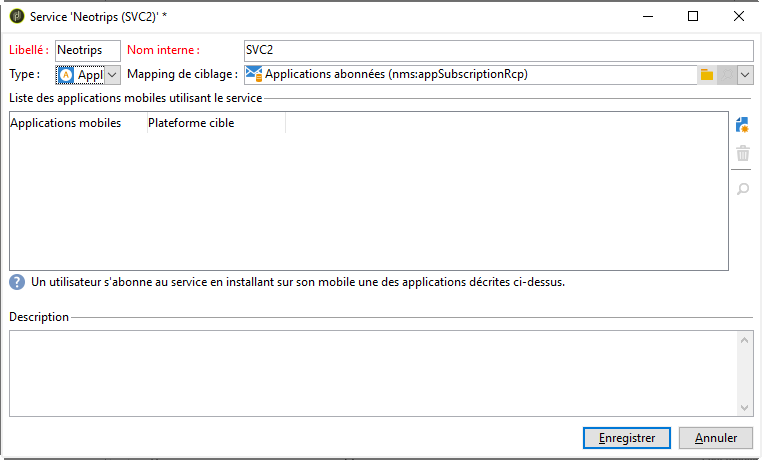 Service 'Neotrips (SVC2)' *
Libellé : Neotrips Nom interne : SVC2
Type : Appl Mapping de ciblage : Applications abonnées (nms:appSubscriptionRcp)
Liste des applications mobiles utilisant le service
Applications mobiles Plateforme cible
Un utilisateur s'abonne au service en installant sur son mobile une des applications décrites ci-dessus.
Description
Enregistrer Annuler